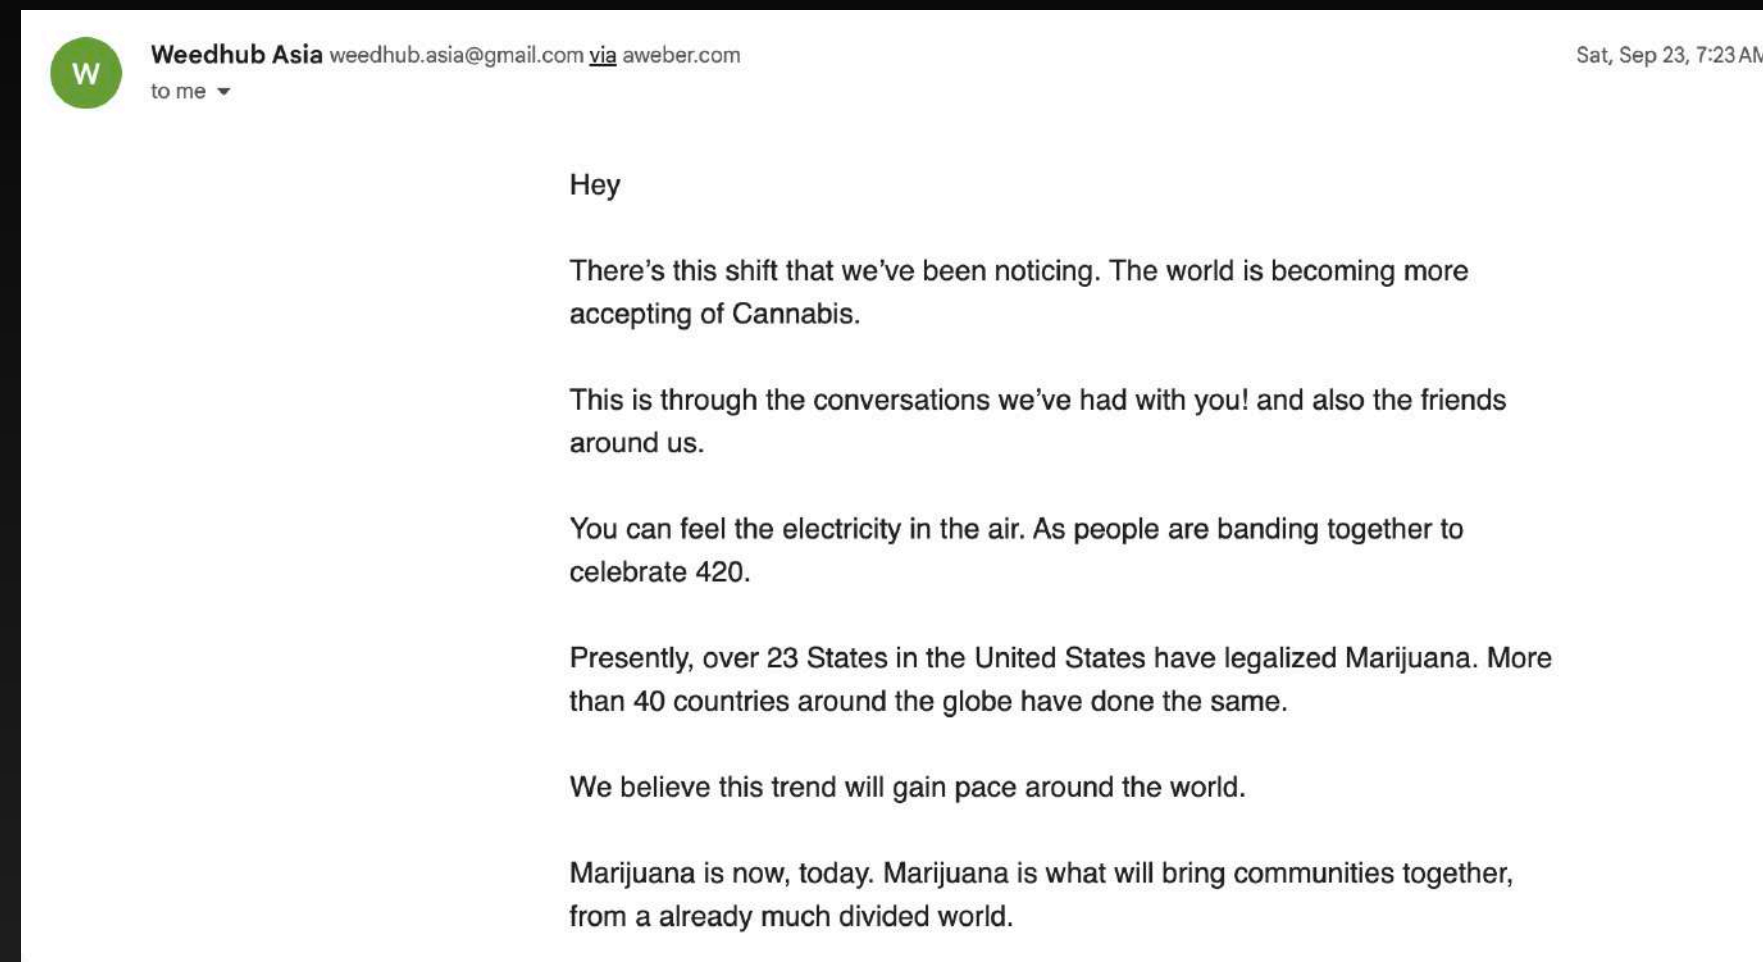 W
Weedhub Asia weedhub.asia@gmail.com via aweber.com
Sat, Sep 23, 7:23 AM
to me
Hey
There’s this shift that we’ve been noticing. The world is becoming more
accepting of Cannabis.
This is through the conversations we’ve had with you! and also the friends
around us.
You can feel the electricity in the air. As people are banding together to
celebrate 420.
Presently, over 23 States in the United States have legalized Marijuana. More
than 40 countries around the globe have done the same.
We believe this trend will gain pace around the world.
Marijuana is now, today. Marijuana is what will bring communities together,
from a already much divided world.